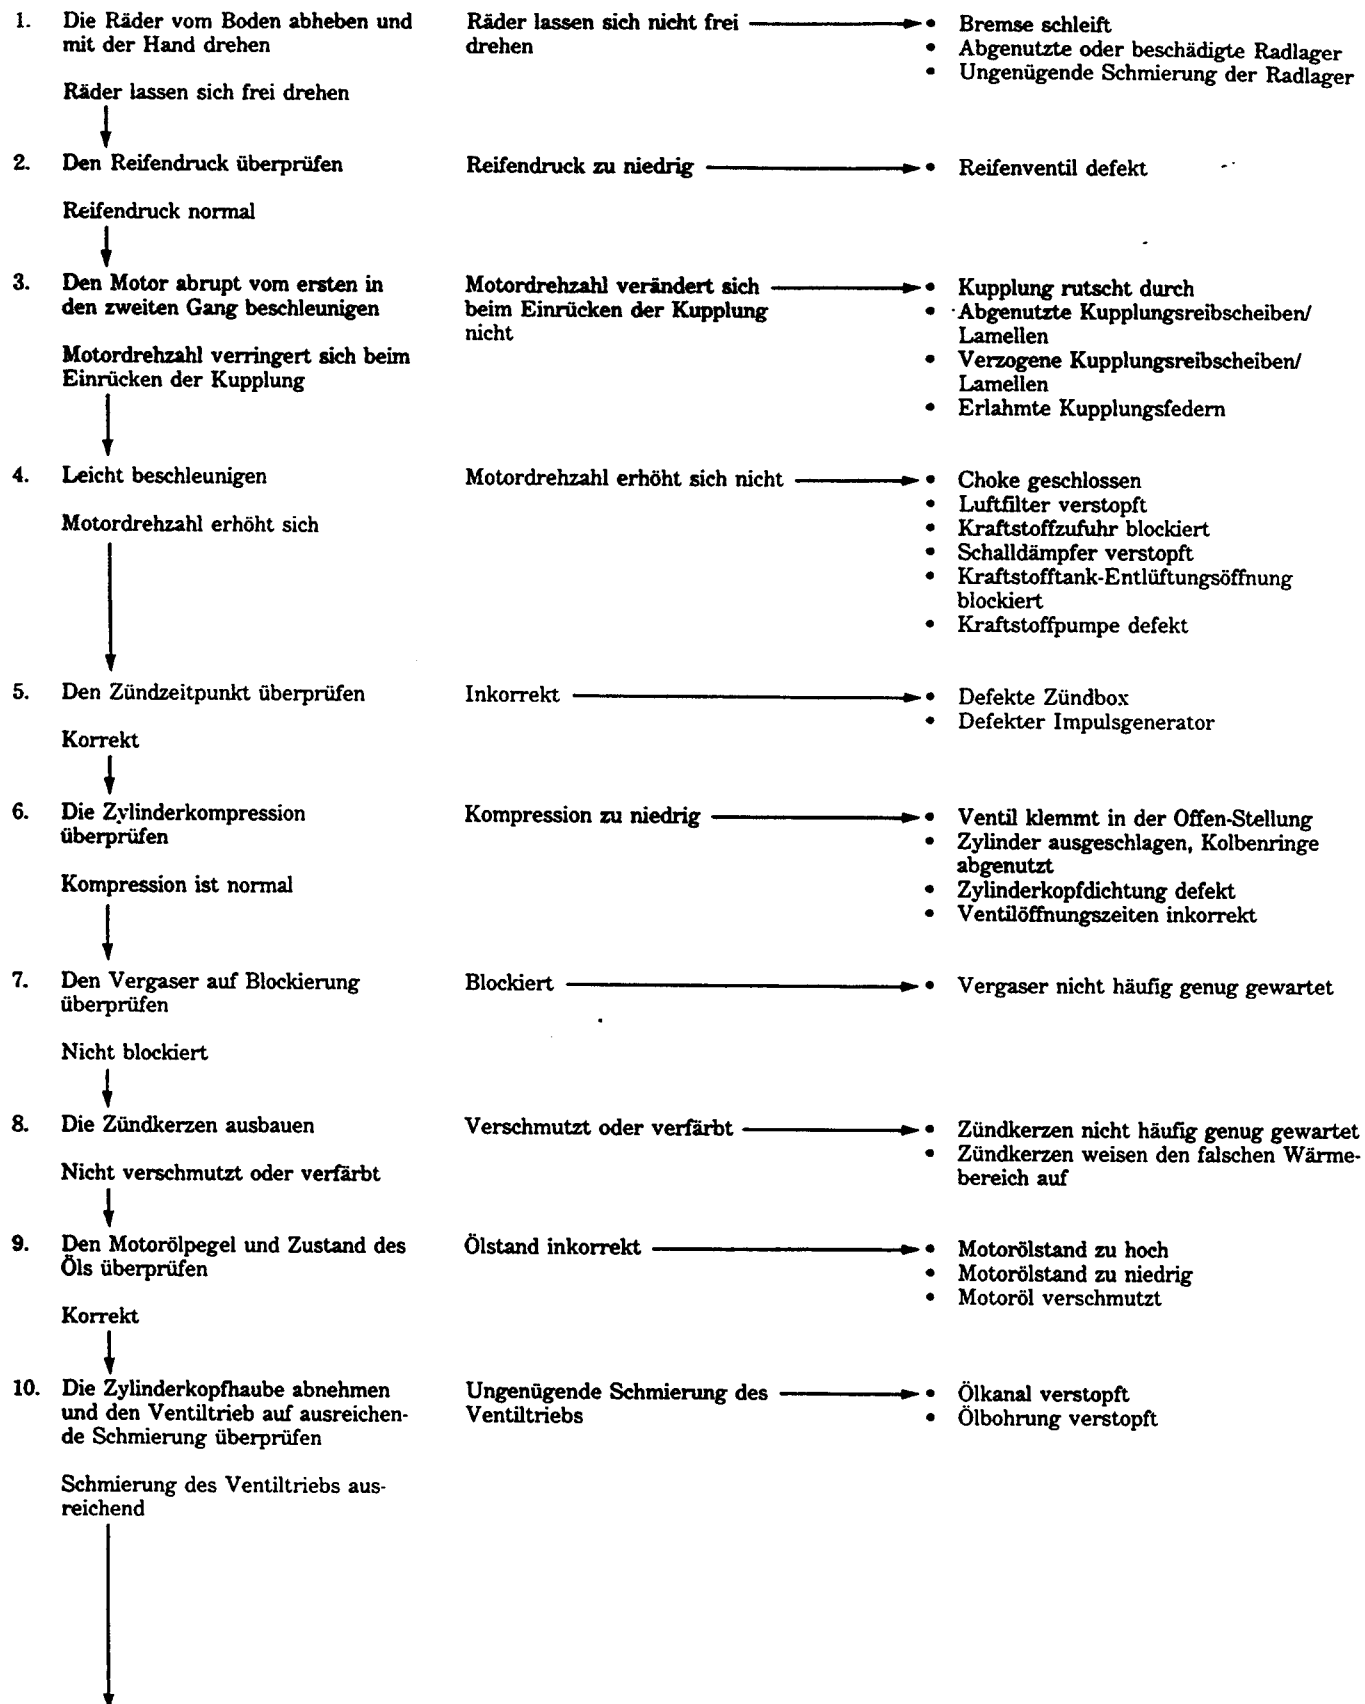 1. Die Räder vom Boden abheben und
mit der Hand drehen
Räder lassen sich frei drehen
Räder lassen sich nicht frei
drehen
• Bremse schleift
• Abgenutzte oder beschädigte Radlager
• Ungenügende Schmierung der Radlager
2. Den Reifendruck überprüfen
Reifendruck normal
Reifendruck zu niedrig
• Reifenventil defekt
3. Den Motor abrupt vom ersten in
den zweiten Gang beschleunigen
Motordrehzahl verringert sich beim
Einrücken der Kupplung
Motordrehzahl verändert sich
beim Einrücken der Kupplung
nicht
• Kupplung rutscht durch
• Abgenutzte Kupplungsreibscheiben/
Lamellen
• Verzogene Kupplungsreibscheiben/
Lamellen
• Erlahmte Kupplungsfedern
4. Leicht beschleunigen
Motordrehzahl erhöht sich
Motordrehzahl erhöht sich nicht
• Choke geschlossen
• Luftfilter verstopft
• Kraftstoffzufuhr blockiert
• Schalldämpfer verstopft
• Kraftstofftank-Entlüftungsöffnung
blockiert
• Kraftstoffpumpe defekt
5. Den Zündzeitpunkt überprüfen
Korrekt
Inkorrekt
• Defekte Zündbox
• Defekter Impulsgenerator
6. Die Zylinderkompression
überprüfen
Kompression ist normal
Kompression zu niedrig
• Ventil klemmt in der Offen-Stellung
• Zylinder ausgeschlagen, Kolbenringe
abgenutzt
• Zylinderkopfdichtung defekt
• Ventilöffnungszeiten inkorrekt
7. Den Vergaser auf Blockierung
überprüfen
Nicht blockiert
Blockiert
• Vergaser nicht häufig genug gewartet
8. Die Zündkerzen ausbauen
Nicht verschmutzt oder verfärbt
Verschmutzt oder verfärbt
• Zündkerzen nicht häufig genug gewartet
• Zündkerzen weisen den falschen Wärme-
bereich auf
9. Den Motorölpegel und Zustand des
Öls überprüfen
Korrekt
Ölstand inkorrekt
• Motorölstand zu hoch
• Motorölstand zu niedrig
• Motoröl verschmutzt
10. Die Zylinderkopfhaube abnehmen
und den Ventiltrieb auf ausreichen-
de Schmierung überprüfen
Schmierung des Ventiltriebs aus-
reichend
Ungenügende Schmierung des
Ventiltriebs
• Ölkanal verstopft
• Ölbohrung verstopft